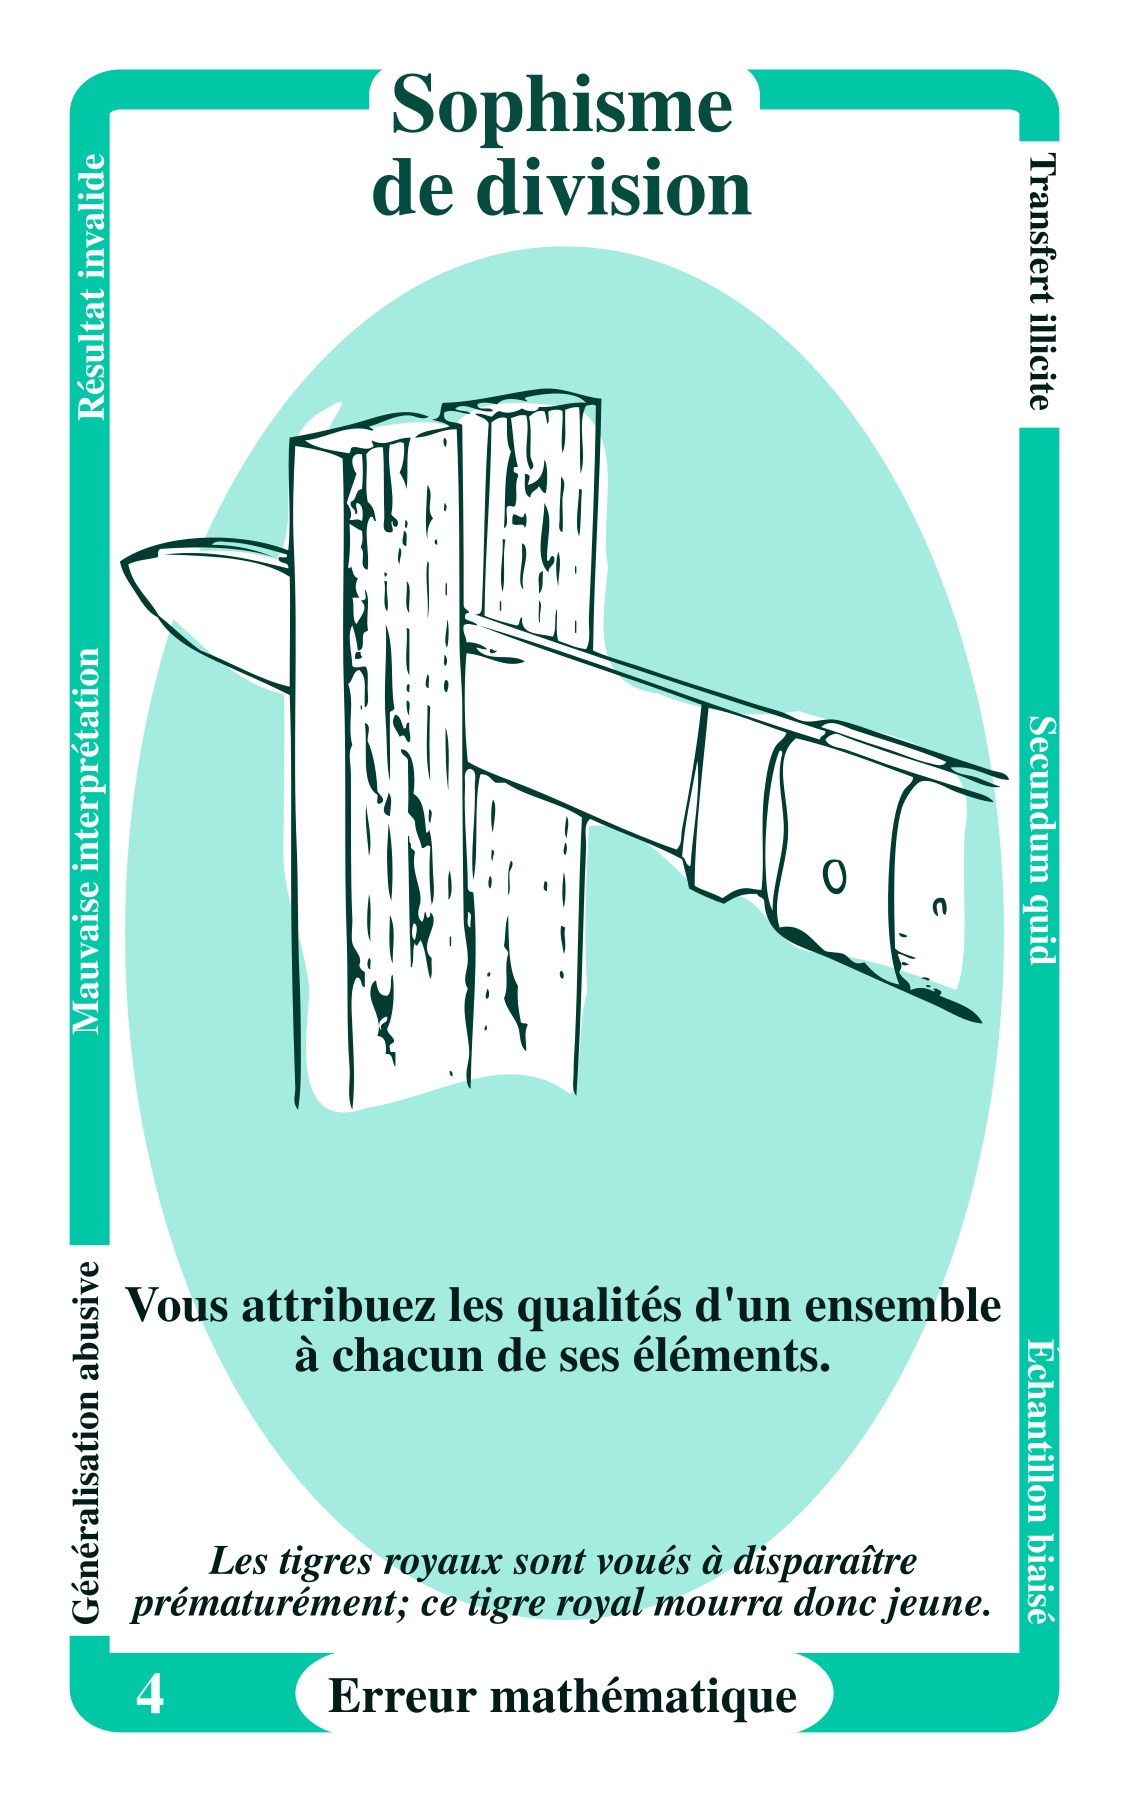 Sophisme
de division
Résultat invalide
Mauvaise interprétation
Généralisation abusive
Transfert illicite
Secundum quid
Échantillon biaisé
Vous attribuez les qualités d'un ensemble
à chacun de ses éléments.
Les tigres royaux sont voués à disparaître
prématurément; ce tigre royal mourra donc jeune.
4
Erreur mathématique